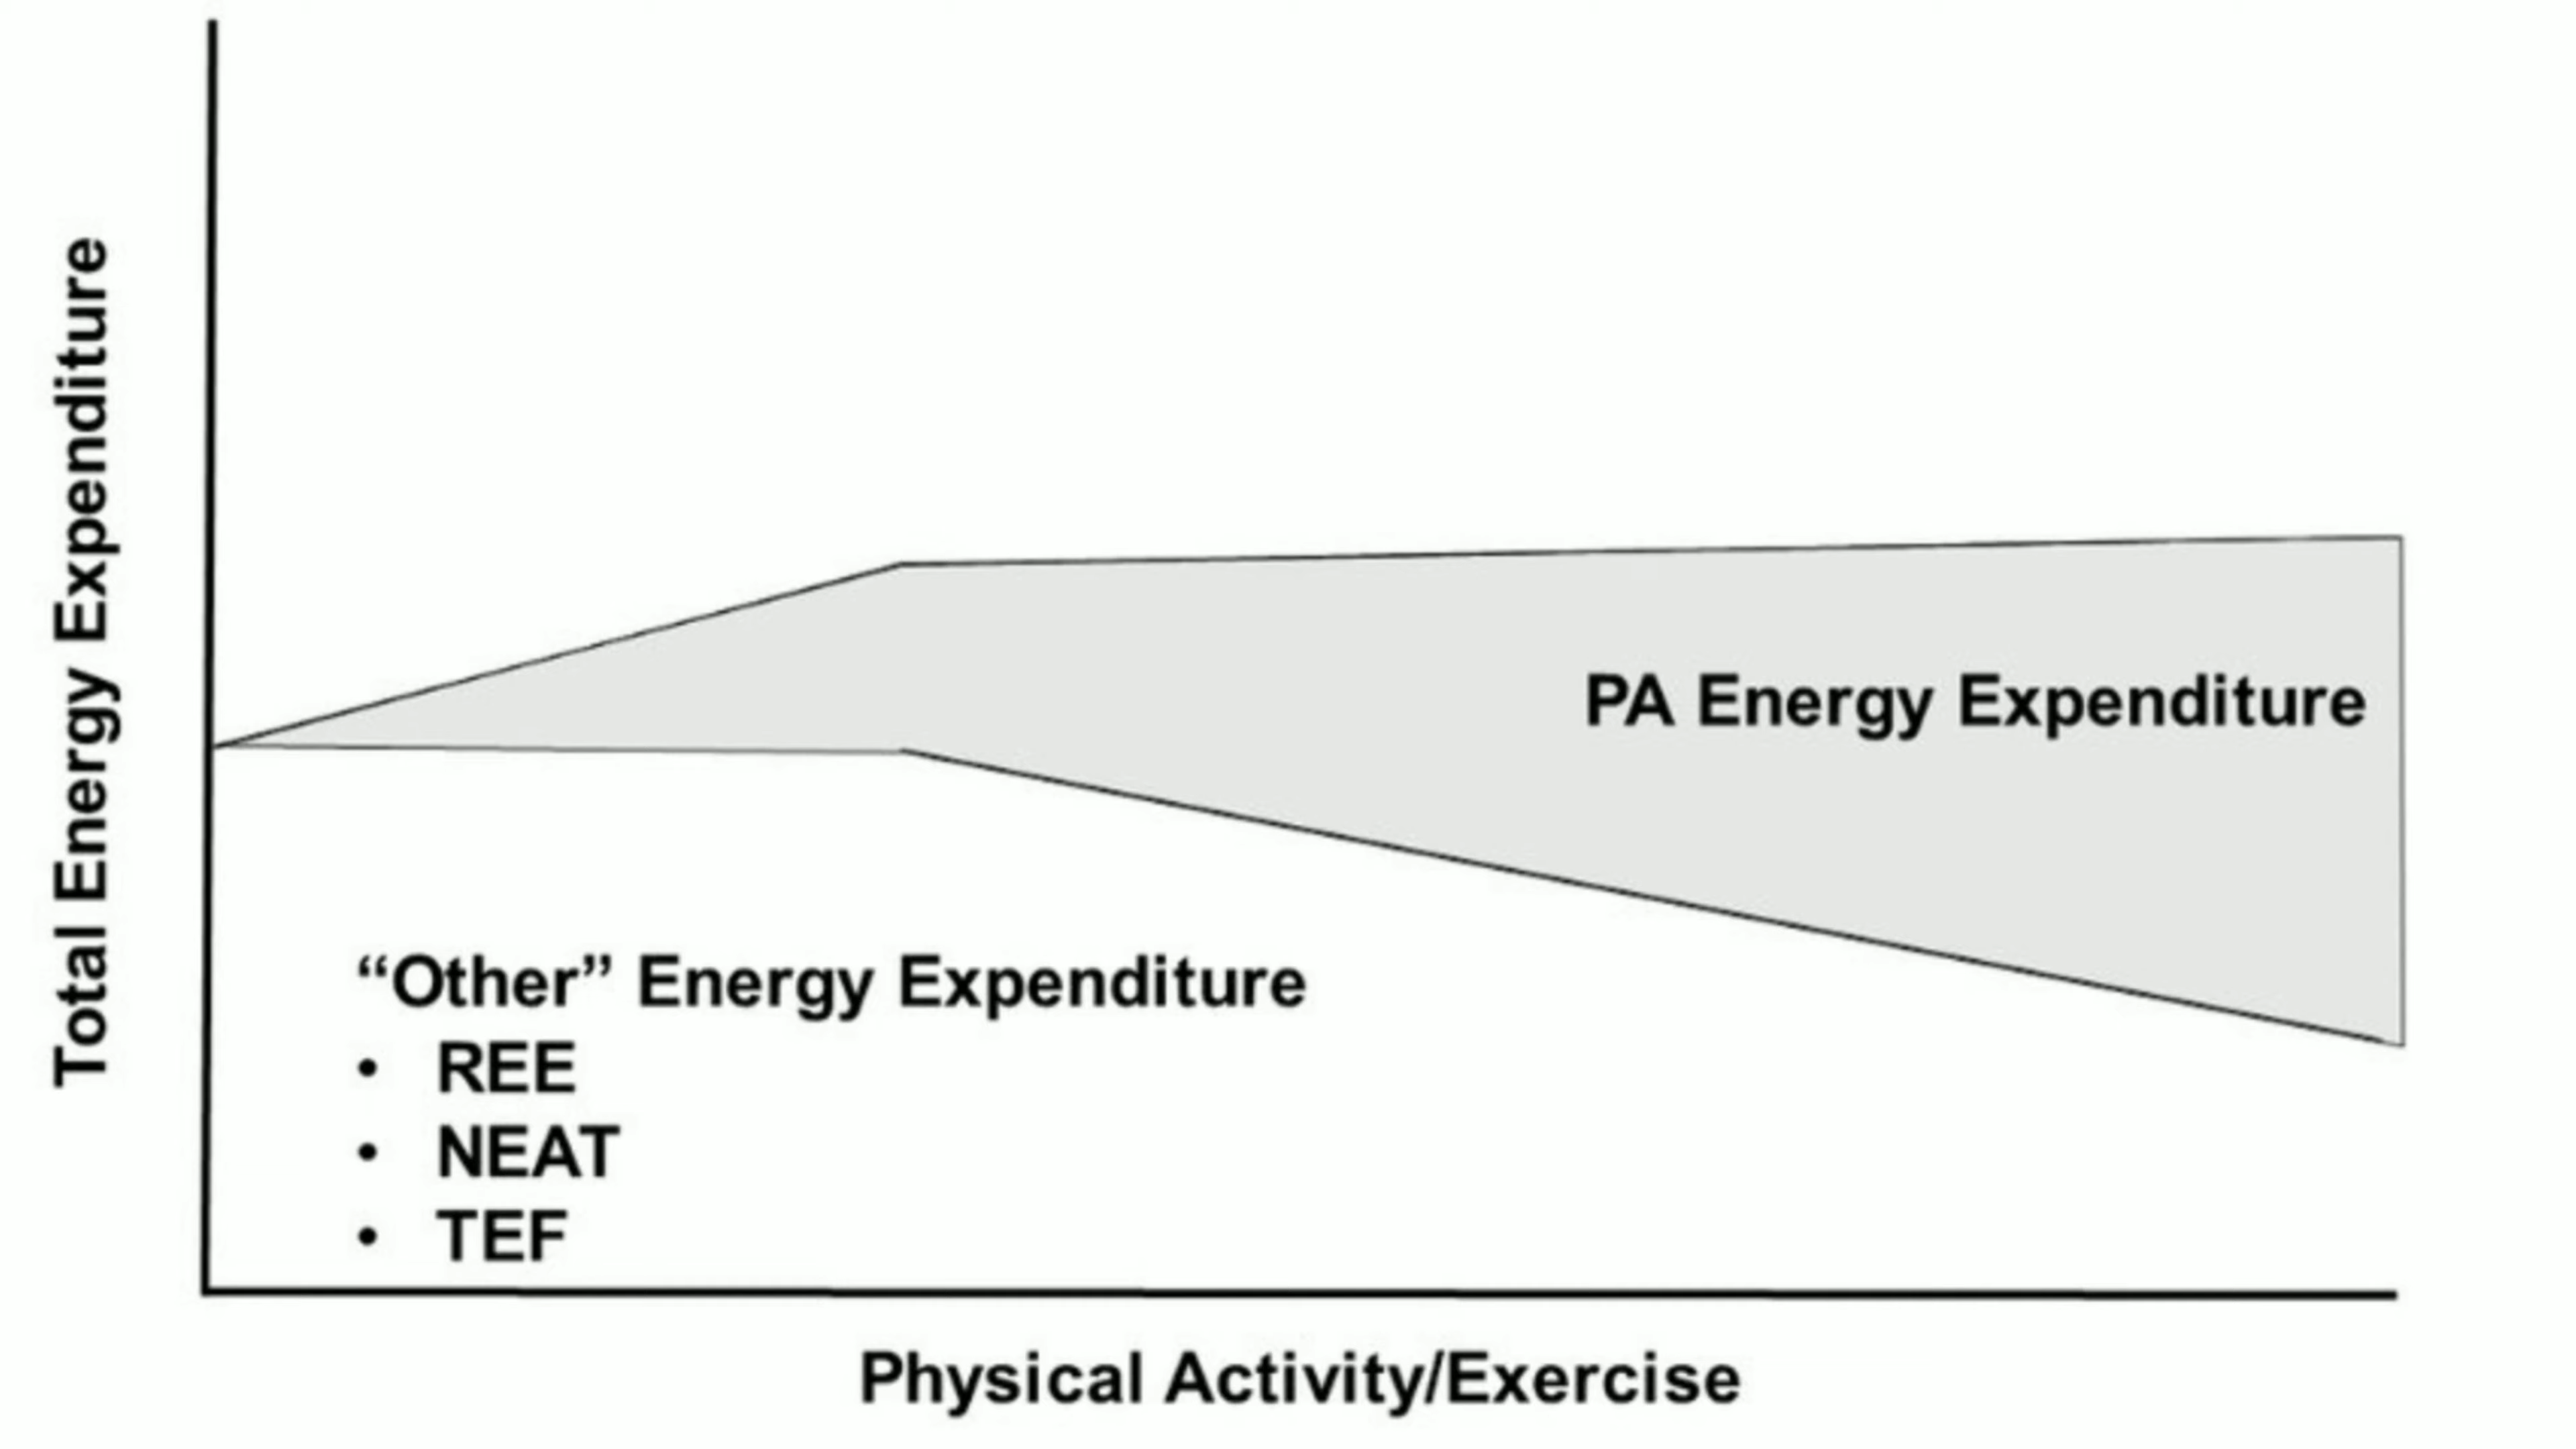 Total Energy Expenditure
PA Energy Expenditure
“Other” Energy Expenditure
• REE
• NEAT
• TEF
Physical Activity/Exercise